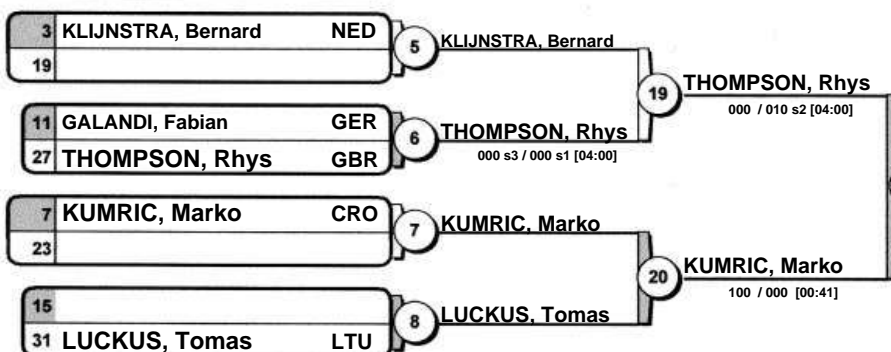 3 KLIJNSTRA, Bernard NED
19
5 KLIJNSTRA, Bernard
11 GALANDI, Fabian GER
27 THOMPSON, Rhys GBR
6 THOMPSON, Rhys
000 s3 / 000 s1 [04:00]
19 THOMPSON, Rhys
000 / 010 s2 [04:00]
7 KUMRIC, Marko CRO
23
7 KUMRIC, Marko
15
31 LUCKUS, Tomas LTU
8 LUCKUS, Tomas
20 KUMRIC, Marko
100 / 000 [00:41]